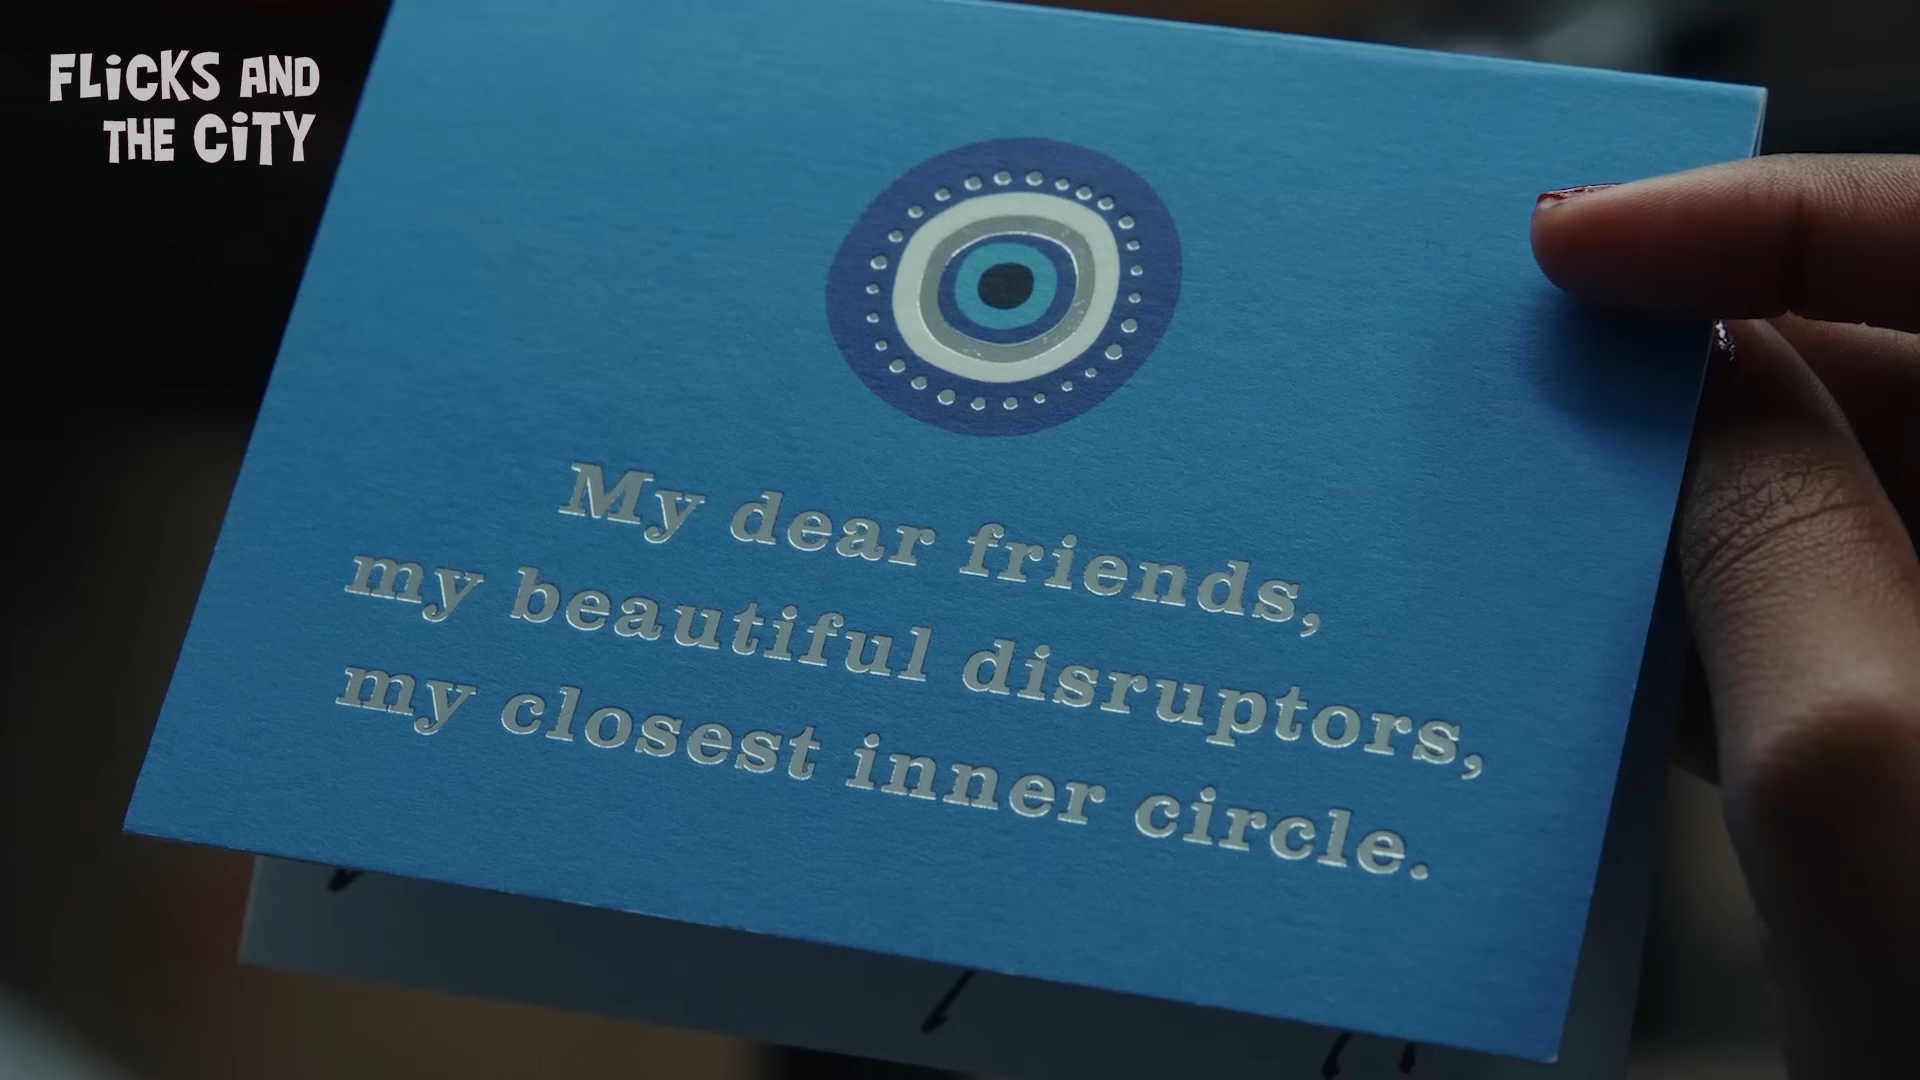 FLiCKS AND
THE CiTY
My dear friends,
my beautiful disruptors,
my closest inner circle.